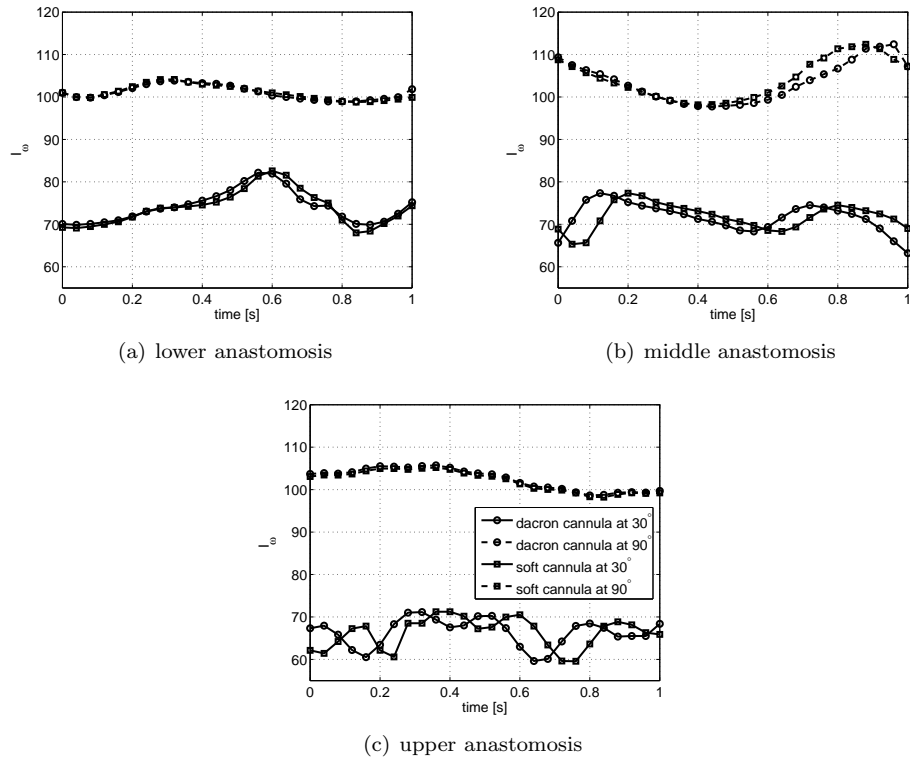 120
110
100
90
80
70
60
I_ω
0 0.2 0.4 0.6 0.8 1
time [s]
(a) lower anastomosis
120
110
100
90
80
70
60
I_ω
0 0.2 0.4 0.6 0.8 1
time [s]
(b) middle anastomosis
120
110
100
90
80
70
60
I_ω
dacron cannula at 30°
dacron cannula at 90°
soft cannula at 30°
soft cannula at 90°
0 0.2 0.4 0.6 0.8 1
time [s]
(c) upper anastomosis